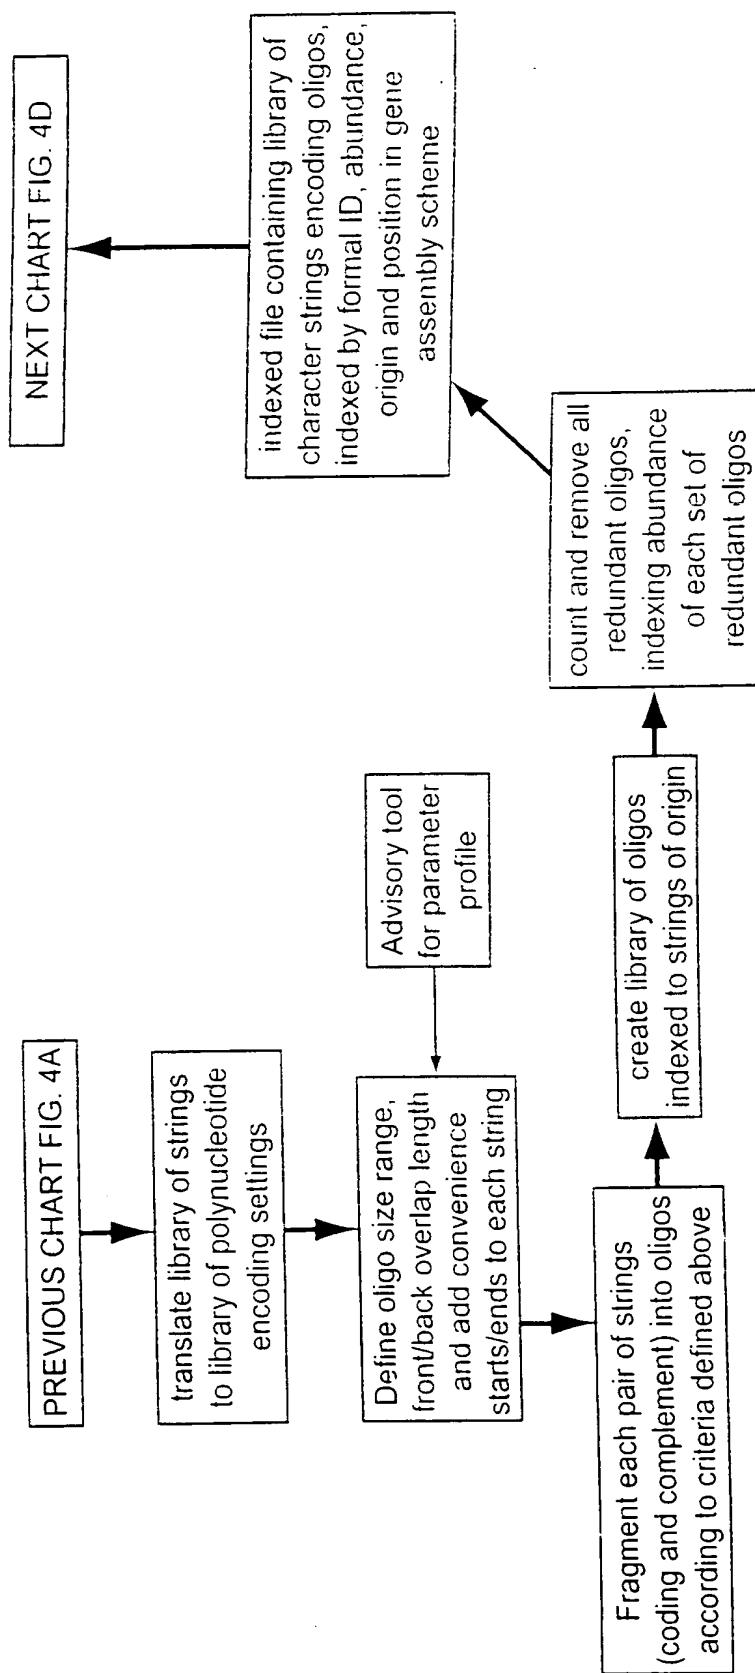 PREVIOUS CHART FIG. 4A
translate library of strings
to library of polynucleotide
encoding settings
Define oligo size range,
front/back overlap length
and add convenience
starts/ends to each string
Advisory tool
for parameter
profile
Fragment each pair of strings
(coding and complement) into oligos
according to criteria defined above
create library of oligos
indexed to strings of origin
count and remove all
redundant oligos,
indexing abundance
of each set of
redundant oligos
indexed file containing library of
character strings encoding oligos,
indexed by formal ID, abundance,
origin and position in gene
assembly scheme
NEXT CHART FIG. 4D